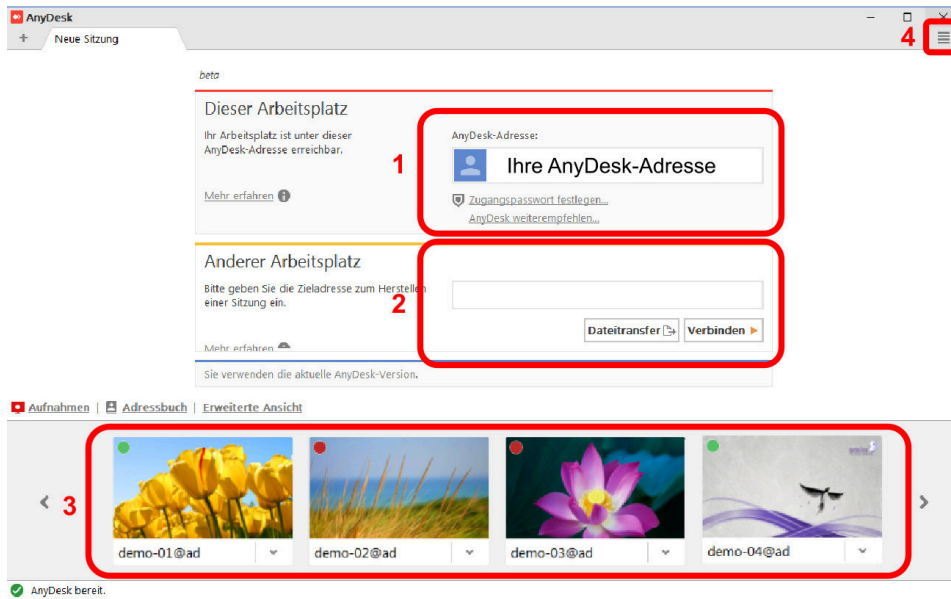 AnyDesk
Neue Sitzung
4
beta
Dieser Arbeitsplatz
Ihr Arbeitsplatz ist unter dieser
AnyDesk-Adresse erreichbar.
Mehr erfahren
1
AnyDesk-Adresse:
Ihre AnyDesk-Adresse
Zugangspasswort festlegen...
AnyDesk weiterempfehlen...
Anderer Arbeitsplatz
Bitte geben Sie die Zieladresse zum Herstellen
einer Sitzung ein.
2
Mehr erfahren
Dateitransfer
Verbinden
Sie verwenden die aktuelle AnyDesk-Version.
Aufnahmen | Adressbuch | Erweiterte Ansicht
3
demo-01@ad
demo-02@ad
demo-03@ad
demo-04@ad
AnyDesk bereit.